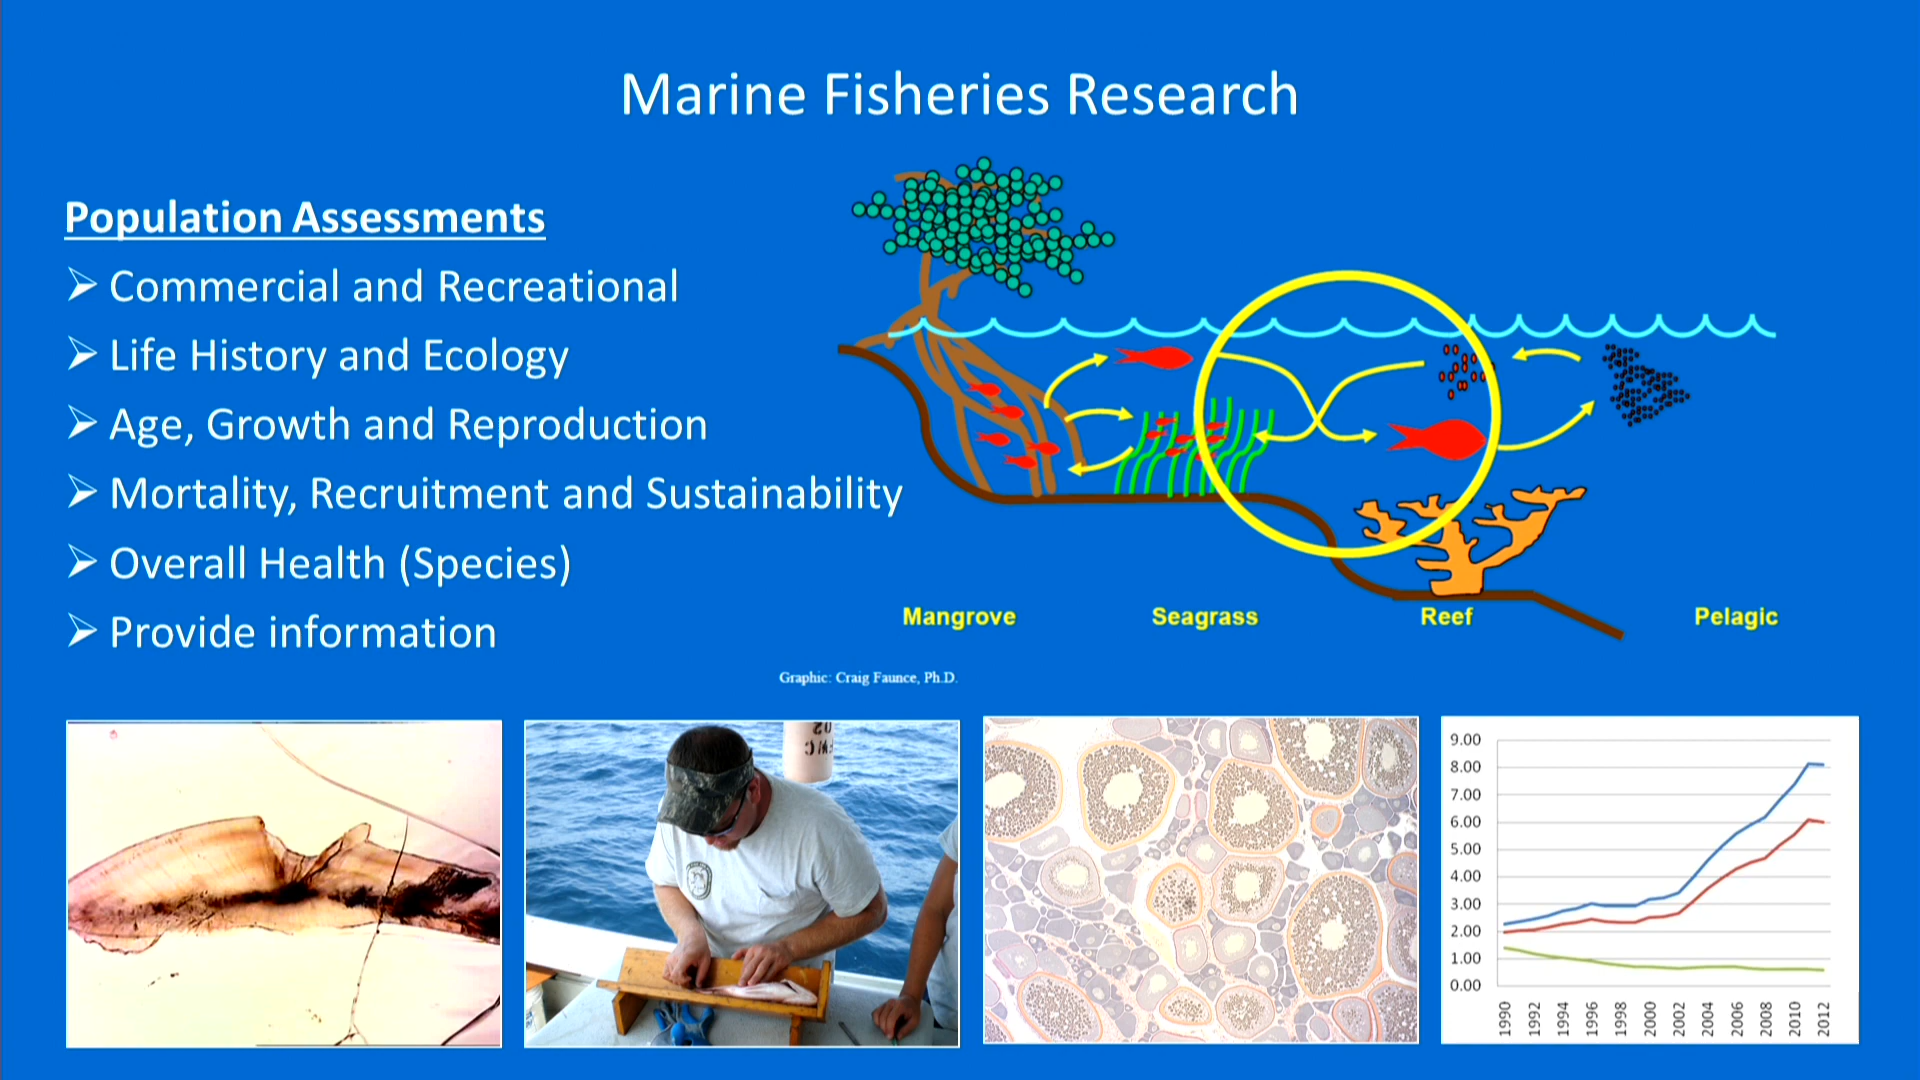 Marine Fisheries Research
Population Assessments
Commercial and Recreational
Life History and Ecology
Age, Growth and Reproduction
Mortality, Recruitment and Sustainability
Overall Health (Species)
Provide information
Mangrove
Seagrass
Reef
Pelagic
Graphic: Craig Faunce, Ph.D.
9.00
8.00
7.00
6.00
5.00
4.00
3.00
2.00
1.00
0.00
1990
1992
1994
1996
1998
2000
2002
2004
2006
2008
2010
2012